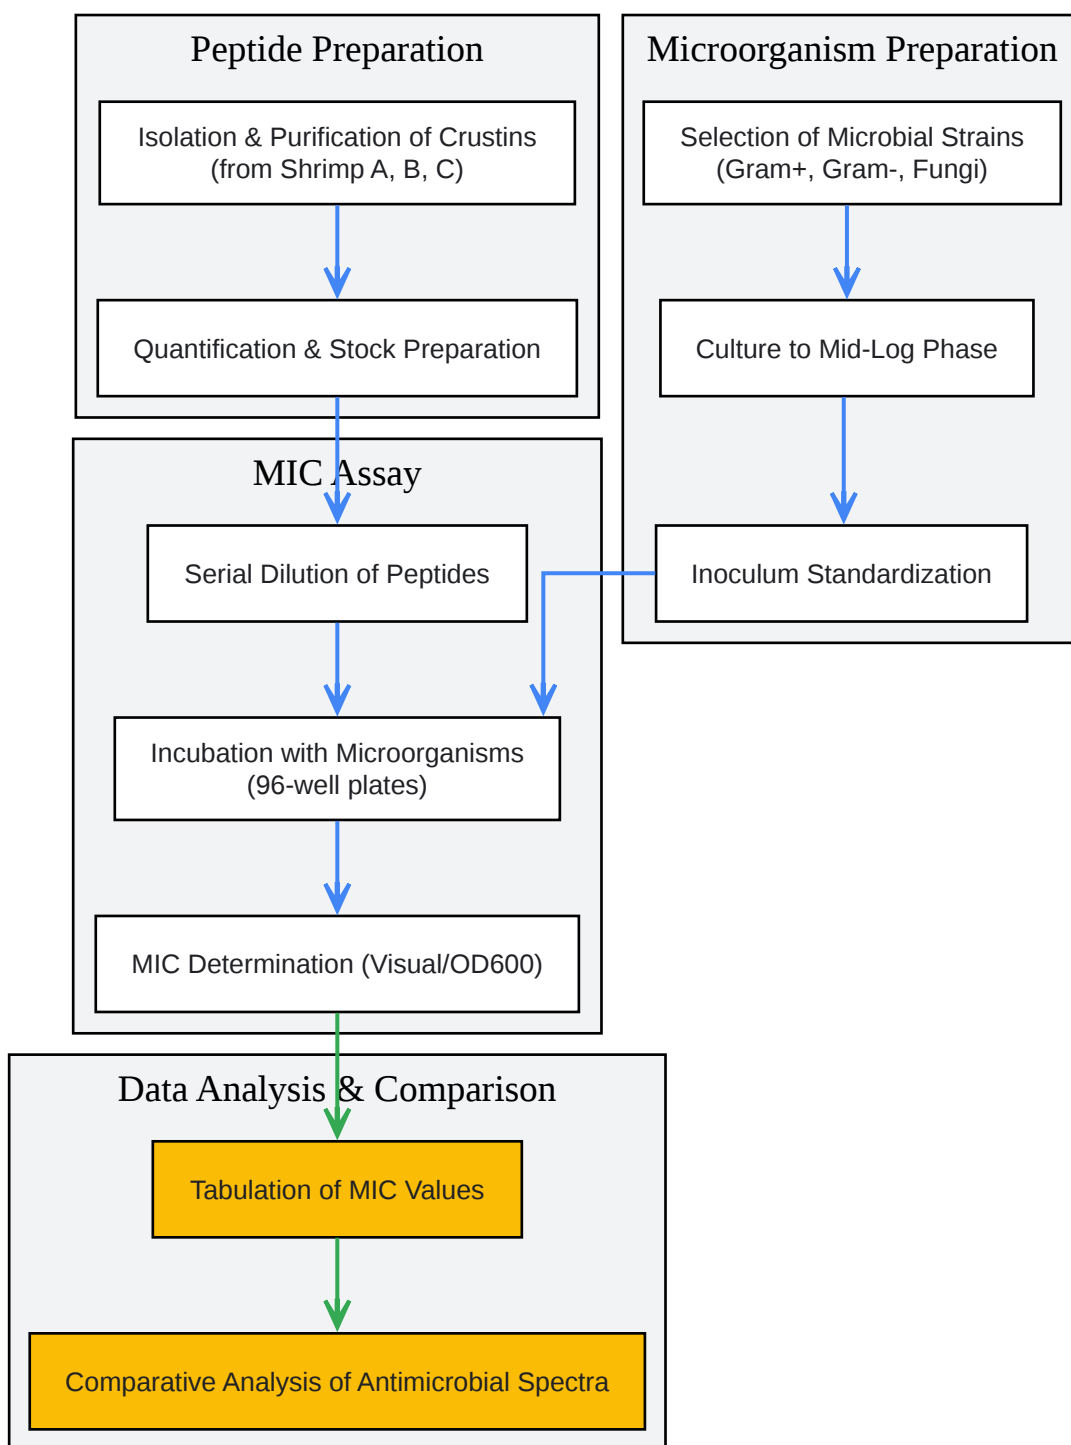 Peptide Preparation
Isolation & Purification of Crustins
(from Shrimp A, B, C)
Quantification & Stock Preparation
Microorganism Preparation
Selection of Microbial Strains
(Gram+, Gram-, Fungi)
Culture to Mid-Log Phase
Inoculum Standardization
MIC Assay
Serial Dilution of Peptides
Incubation with Microorganisms
(96-well plates)
MIC Determination (Visual/OD600)
Data Analysis & Comparison
Tabulation of MIC Values
Comparative Analysis of Antimicrobial Spectra